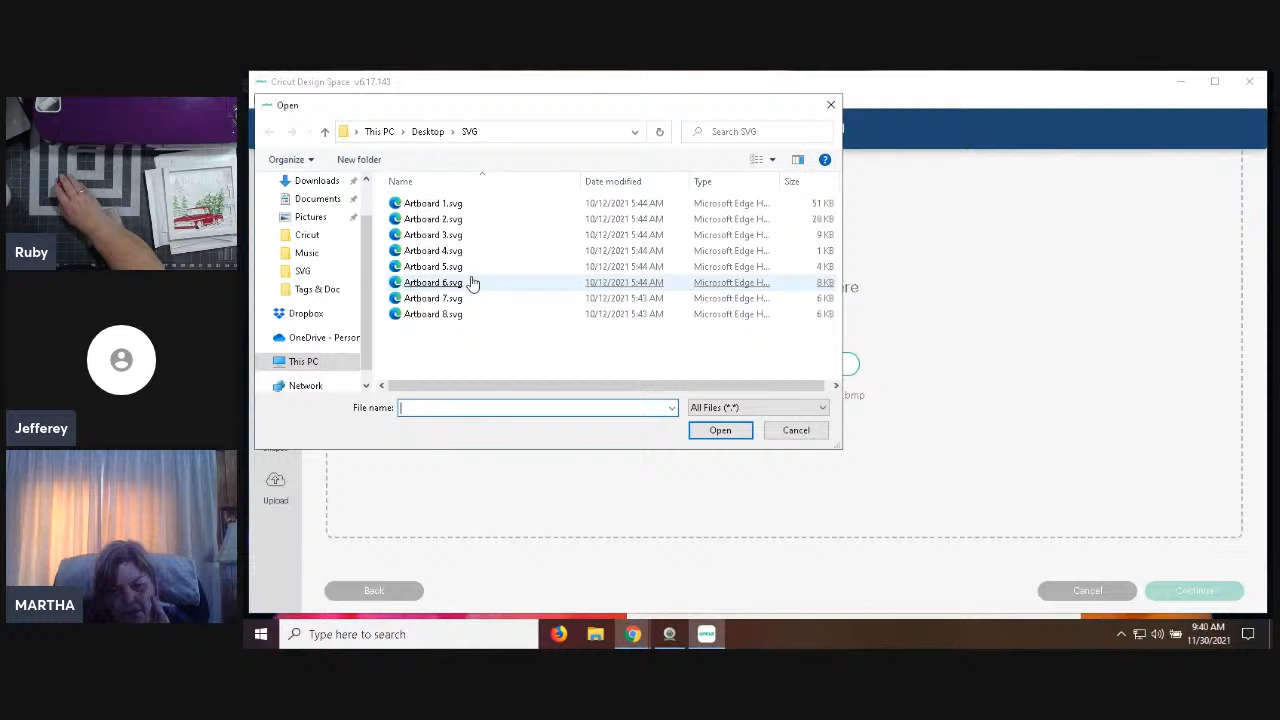 Cricut Design Space v6.17.143
Open
This PC > Desktop > SVG
Search SVG
Organize
New folder
Downloads
Documents
Pictures
Cricut
Music
SVG
Tags & Doc
Dropbox
OneDrive - Person
This PC
Network
Name Date modified Type Size
Artboard 1.svg 10/12/2021 5:44 AM Microsoft Edge H... 51 KB
Artboard 2.svg 10/12/2021 5:44 AM Microsoft Edge H... 28 KB
Artboard 3.svg 10/12/2021 5:44 AM Microsoft Edge H... 9 KB
Artboard 4.svg 10/12/2021 5:44 AM Microsoft Edge H... 1 KB
Artboard 5.svg 10/12/2021 5:44 AM Microsoft Edge H... 4 KB
Artboard 6.svg 10/12/2021 5:44 AM Microsoft Edge H... 8 KB
Artboard 7.svg 10/12/2021 5:43 AM Microsoft Edge H... 6 KB
Artboard 8.svg 10/12/2021 5:43 AM Microsoft Edge H... 6 KB
File name:
All Files (*.*)
Open
Cancel
ere
.bmp
Upload
Back
Cancel
Continue
Type here to search
cricut
9:40 AM
11/30/2021
Ruby
Jefferey
MARTHA